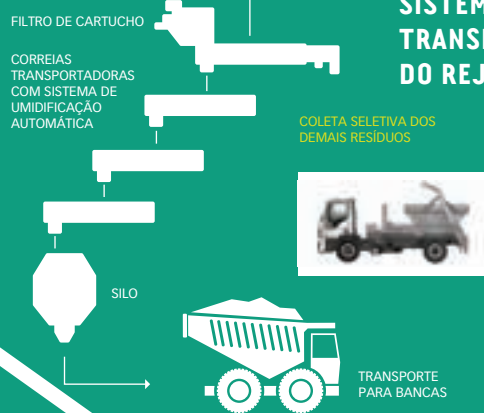 FILTRO DE CARTUCHO
CORREIAS
TRANSPORTADORAS
COM SISTEMA DE
UMIDIFICAÇÃO
AUTOMÁTICA
DO
COLETA SELETIVA DOS
DEMAIS RESÍDUOS
SILO
TRANSPORTE
PARA BANCAS